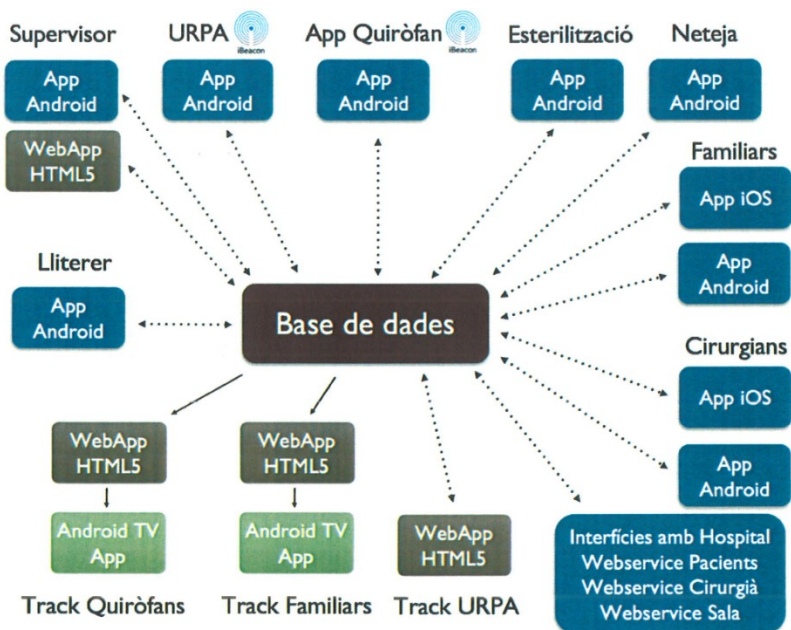 Supervisor
URPA
iBeacon
App Quiròfan
iBeacon
Esterilització
Neteja
App
Android
App
Android
App
Android
App
Android
App
Android
WebApp
HTML5
Familiars
App iOS
App
Android
Lliterer
App
Android
Base de dades
Cirurgians
App iOS
App
Android
WebApp
HTML5
WebApp
HTML5
Android TV
App
Android TV
App
WebApp
HTML5
Interfícies amb Hospital
Webservice Pacients
Webservice Cirurgià
Webservice Sala
Track Quiròfans
Track Familiars
Track URPA